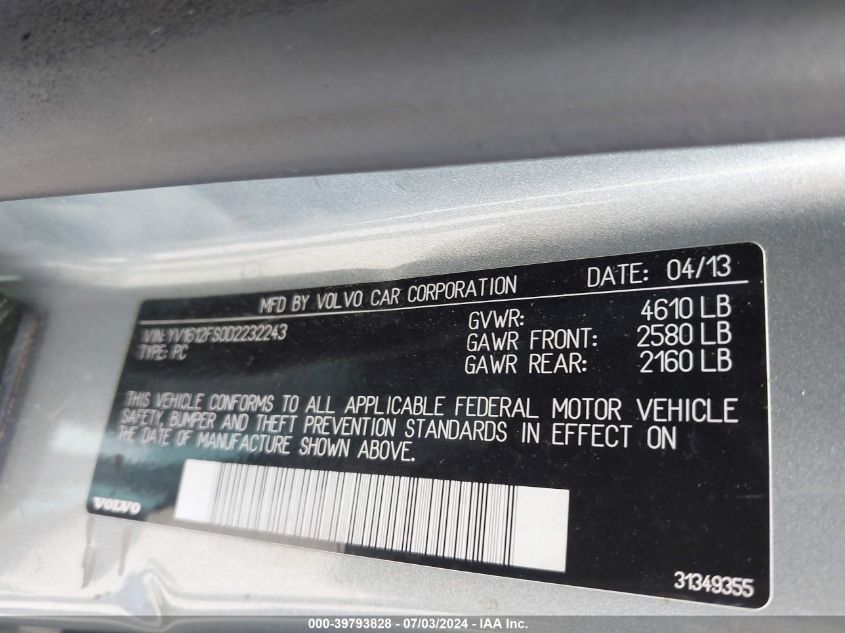 MFD BY VOLVO CAR CORPORATION DATE: 04/13
VIN: YV1612FS0D2232243
TYPE: PC
GVWR: 4610 LB
GAWR FRONT: 2580 LB
GAWR REAR: 2160 LB
THIS VEHICLE CONFORMS TO ALL APPLICABLE FEDERAL MOTOR VEHICLE
SAFETY, BUMPER AND THEFT PREVENTION STANDARDS IN EFFECT ON
THE DATE OF MANUFACTURE SHOWN ABOVE.
VOLVO
31349355
000-39793828 - 07/03/2024 - IAA Inc.